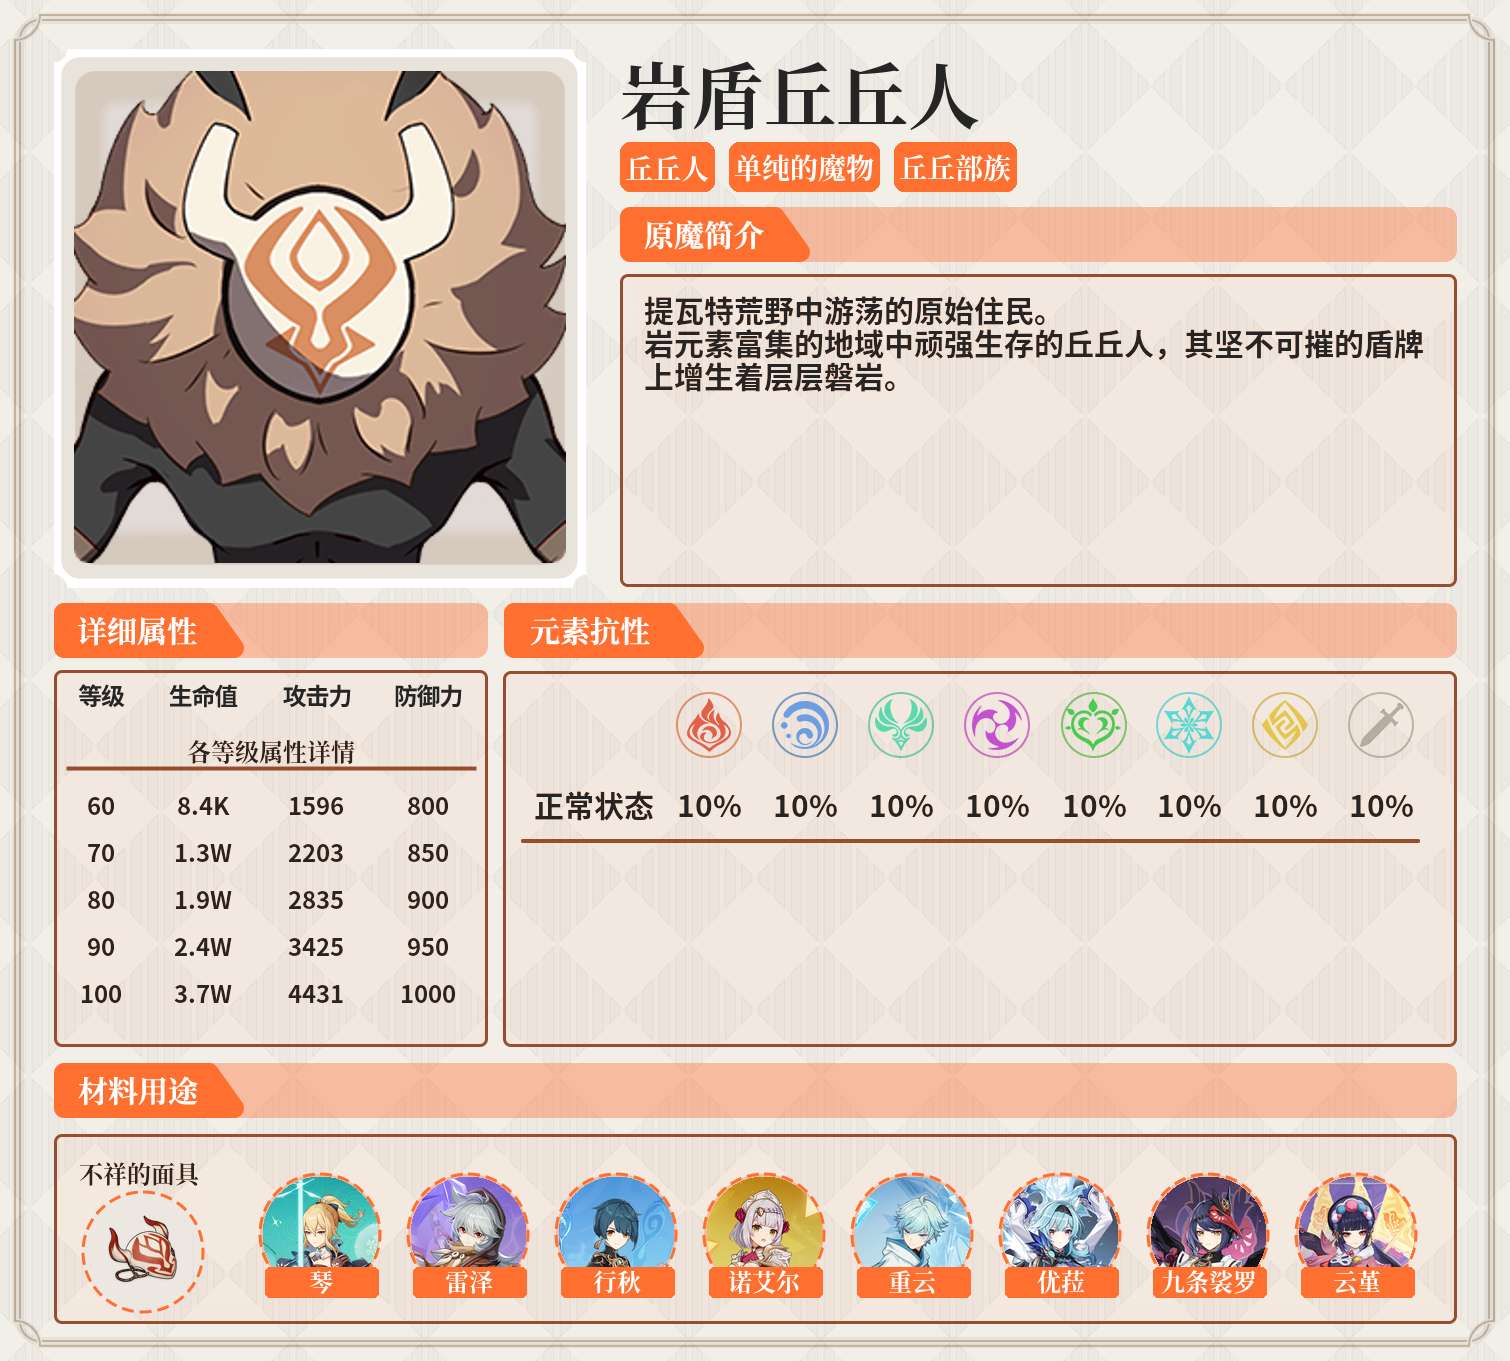 岩盾丘丘人
丘丘人 单纯的魔物 丘丘部族
原魔简介
提瓦特荒野中游荡的原始住民。
岩元素富集的地域中顽强生存的丘丘人，其坚不可摧的盾牌
上增生着层层磐岩。
详细属性
等级 生命值 攻击力 防御力
各等级属性详情
60 8.4K 1596 800
70 1.3W 2203 850
80 1.9W 2835 900
90 2.4W 3425 950
100 3.7W 4431 1000
元素抗性
正常状态 10% 10% 10% 10% 10% 10% 10% 10%
材料用途
不祥的面具
琴 雷泽 行秋 诺艾尔 重云 优菈 九条裟罗 云堇